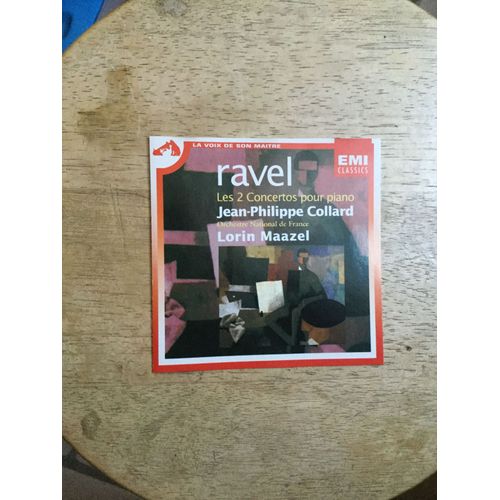 LA VOIX DE SON MAITRE
EMI
CLASSICS
ravel
Les 2 Concertos pour piano
Jean-Philippe Collard
Orchestre National de France
Lorin Maazel